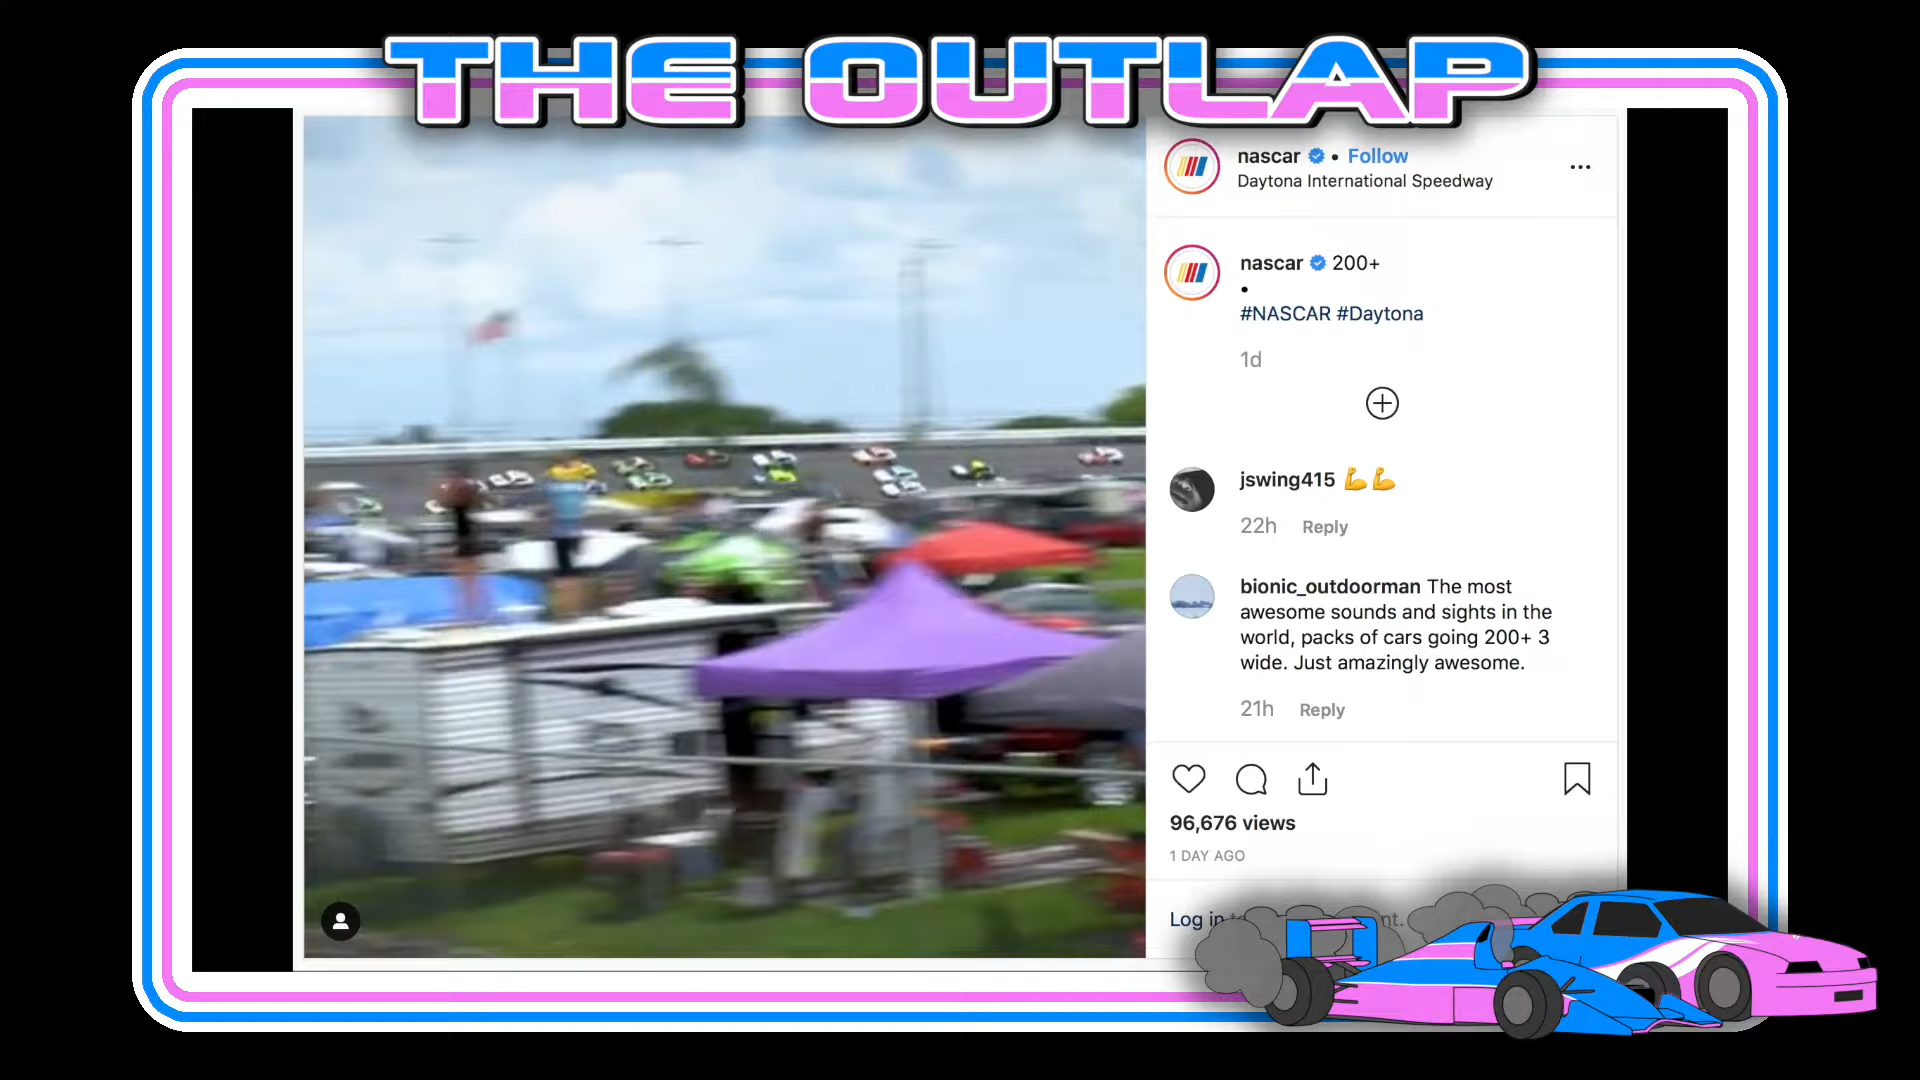 THE OUTLAP
nascar • Follow
Daytona International Speedway
nascar 200+
•
#NASCAR #Daytona
1d
jswing415 💪💪
22h Reply
bionic_outdoorman The most
awesome sounds and sights in the
world, packs of cars going 200+ 3
wide. Just amazingly awesome.
21h Reply
96,676 views
1 DAY AGO
Log in